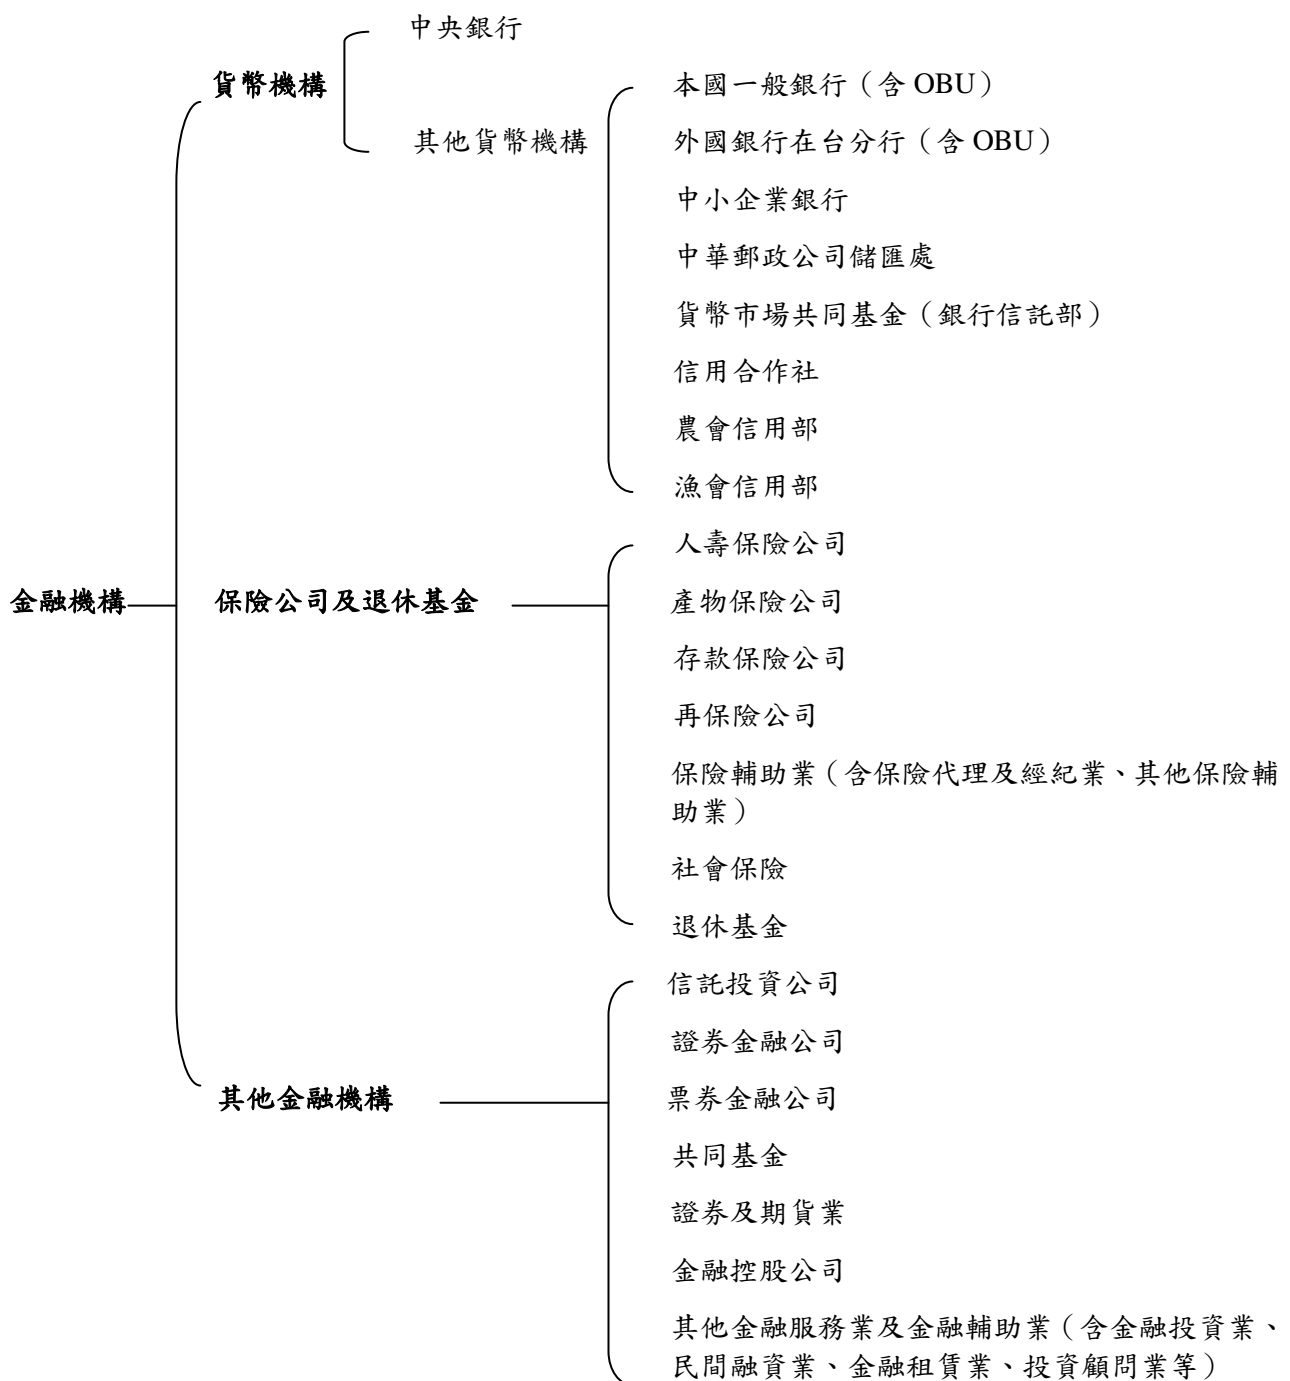 中央銀行
貨幣機構
本國一般銀行（含 OBU）
其他貨幣機構
外國銀行在台分行（含 OBU）
中小企業銀行
中華郵政公司儲匯處
貨幣市場共同基金（銀行信託部）
信用合作社
農會信用部
漁會信用部
人壽保險公司
金融機構
保險公司及退休基金
產物保險公司
存款保險公司
再保險公司
保險輔助業（含保險代理及經紀業、其他保險輔
助業）
社會保險
退休基金
信託投資公司
證券金融公司
其他金融機構
票券金融公司
共同基金
證券及期貨業
金融控股公司
其他金融服務業及金融輔助業（含金融投資業、
民間融資業、金融租賃業、投資顧問業等）